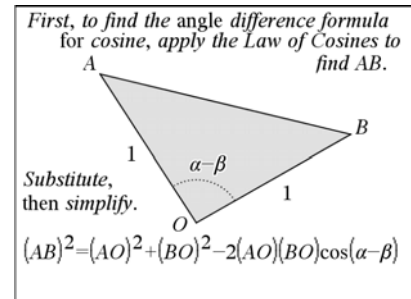 First, to find the angle difference formula
for cosine, apply the Law of Cosines to
find AB.
A
B
1
α–β
1
Substitute,
then simplify.
O
(AB)²=(AO)²+(BO)²–2(AO)(BO)cos(α–β)